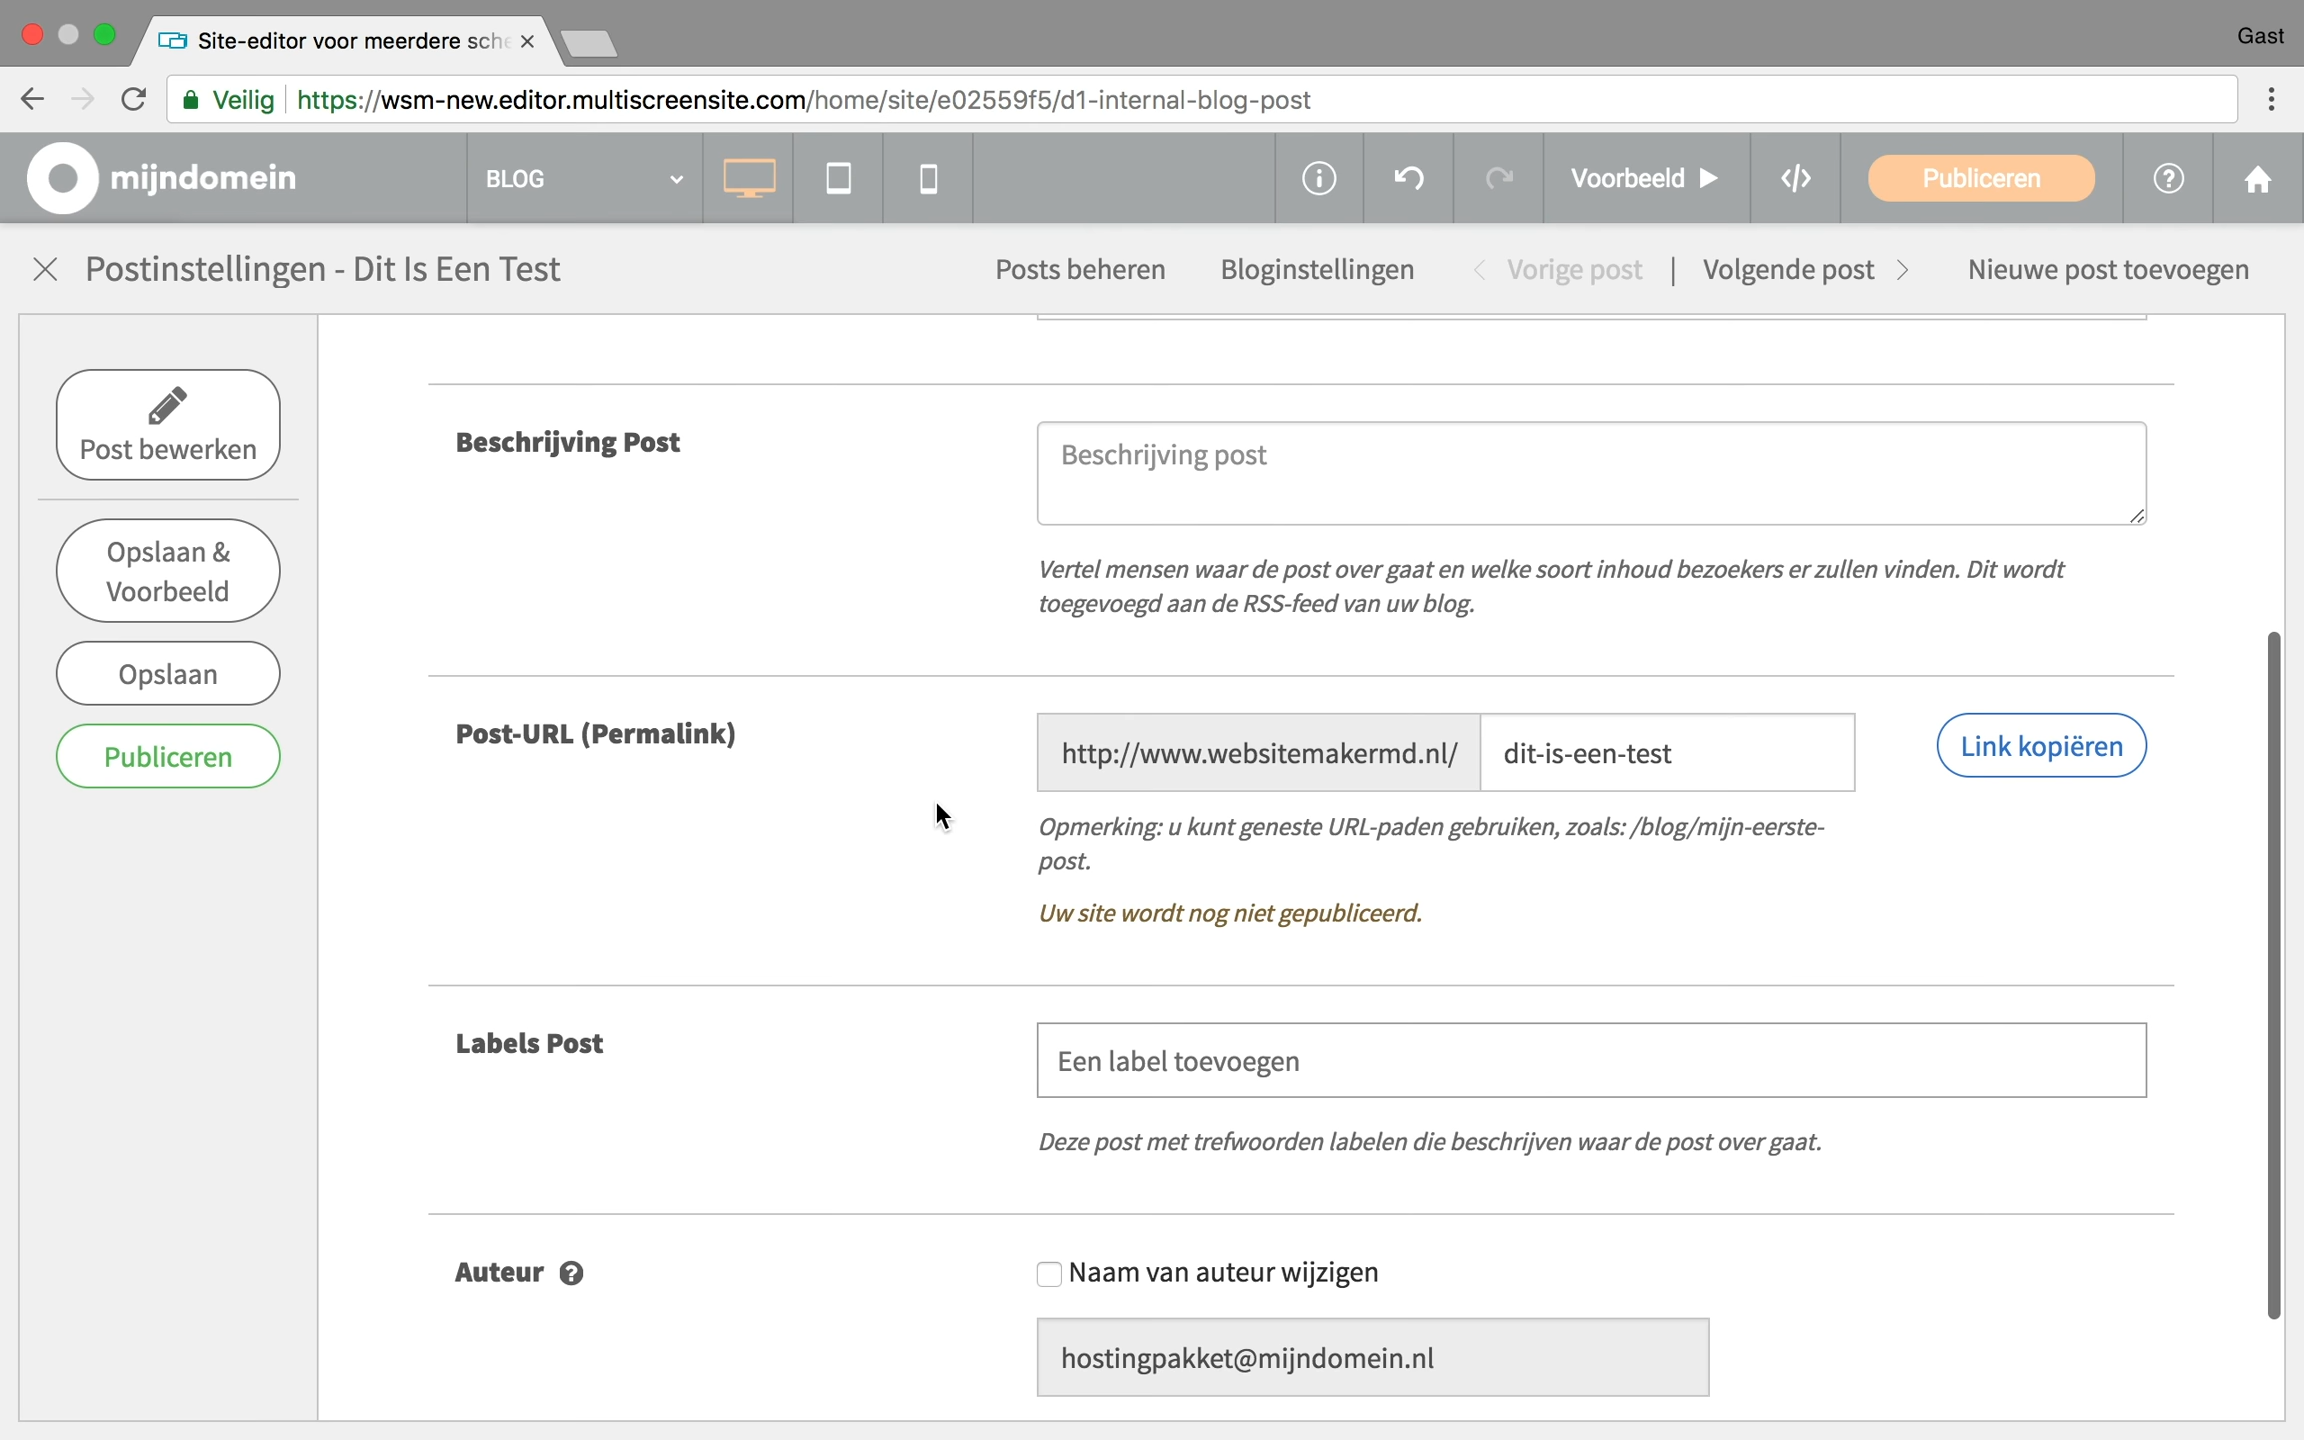 Site-editor voor meerdere sche
Gast
Veilig
https://wsm-new.editor.multiscreensite.com/home/site/e02559f5/d1-internal-blog-post
mijndomein
BLOG
Voorbeeld
Publiceren
Postinstellingen - Dit Is Een Test
Posts beheren
Bloginstellingen
Vorige post
|
Volgende post
Nieuwe post toevoegen
Post bewerken
Opslaan &
Voorbeeld
Opslaan
Publiceren
Beschrijving Post
Beschrijving post
Vertel mensen waar de post over gaat en welke soort inhoud bezoekers er zullen vinden. Dit wordt
toegevoegd aan de RSS-feed van uw blog.
Post-URL (Permalink)
http://www.websitemakermd.nl/
dit-is-een-test
Link kopiëren
Opmerking: u kunt geneste URL-paden gebruiken, zoals: /blog/mijn-eerste-
post.
Uw site wordt nog niet gepubliceerd.
Labels Post
Een label toevoegen
Deze post met trefwoorden labelen die beschrijven waar de post over gaat.
Auteur
Naam van auteur wijzigen
hostingpakket@mijndomein.nl